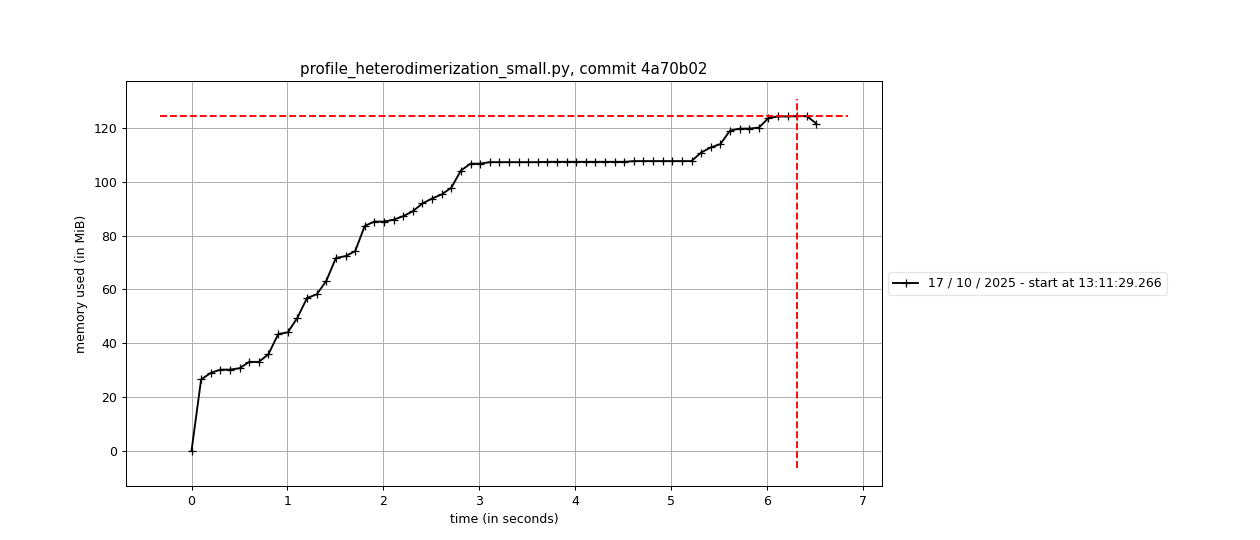 profile_heterodimerization_small.py, commit 4a70b02
memory used (in MiB)
120
100
80
60
40
20
0
0 1 2 3 4 5 6 7
time (in seconds)
17 / 10 / 2025 - start at 13:11:29.266